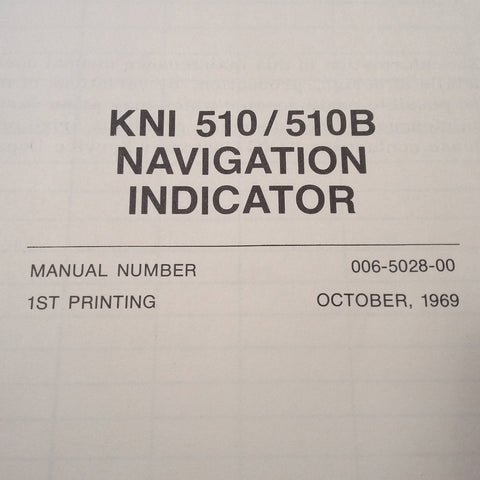 KNI 510/510B
NAVIGATION
INDICATOR
MANUAL NUMBER 006-5028-00
1ST PRINTING OCTOBER, 1969